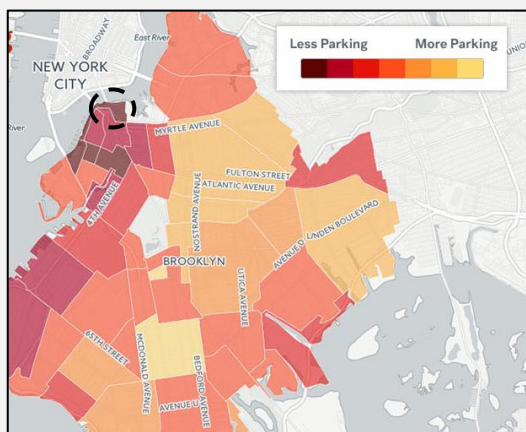 BROADWAY
East River
Less Parking More Parking
UNION
NEW YORK
CITY
River
MYRTLE AVENUE
FULTON STREET
ATLANTIC AVENUE
4TH AVENUE
NOSTRAND AVENUE
LINDEN BOULEVARD
AVENUE D
BROOKLYN
UTICA AVENUE
65TH STREET
MCDONALD AVENUE
BEDFORD AVENUE
AVENUE U